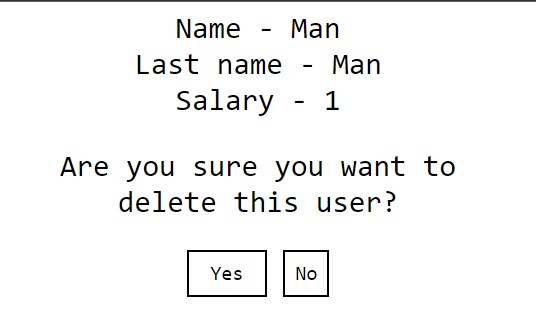 Name - Man
Last name - Man
Salary - 1
Are you sure you want to
delete this user?
Yes No